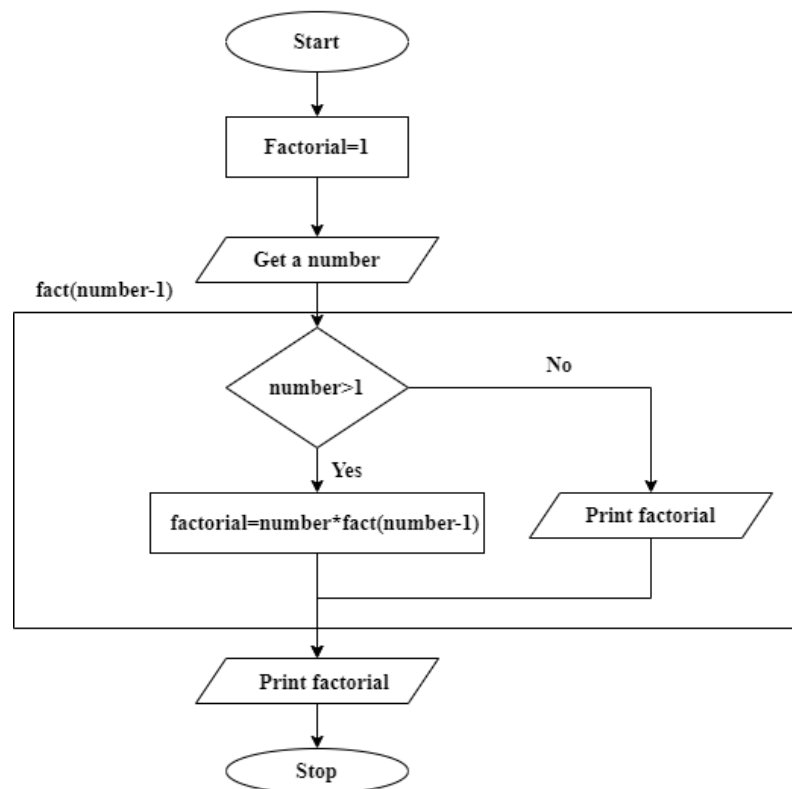 Start
Factorial=1
Get a number
fact(number-1)
number>1
No
Yes
factorial=number*fact(number-1)
Print factorial
Print factorial
Stop